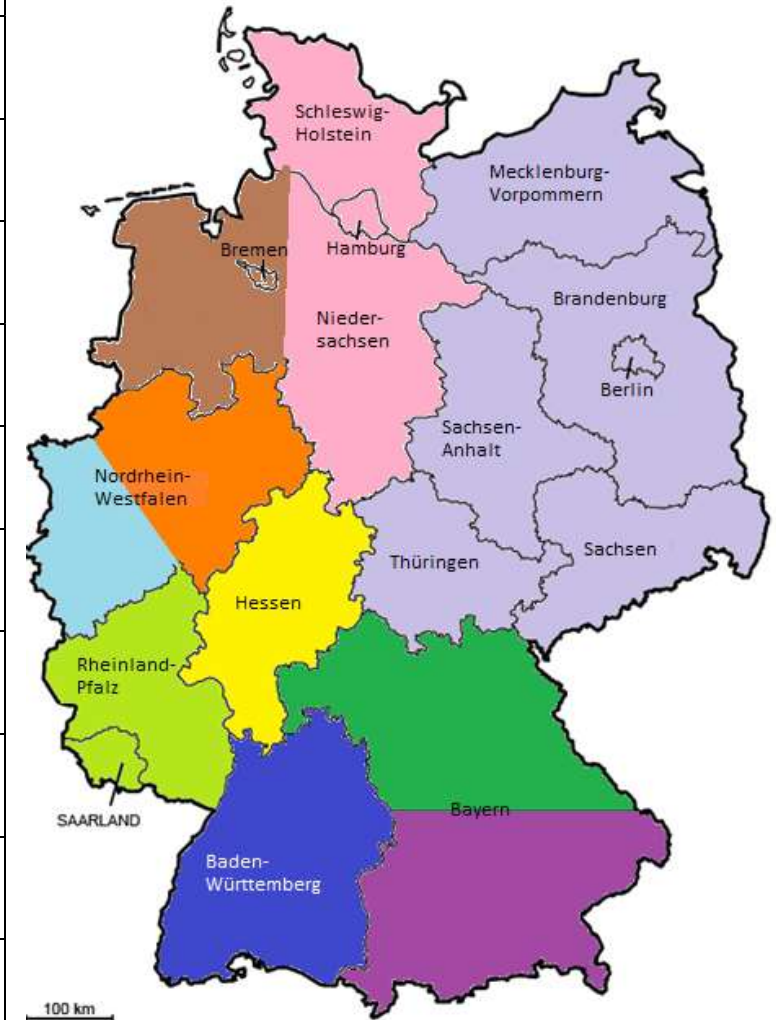 Schleswig-
Holstein
Mecklenburg-
Vorpommern
Bremen
Hamburg
Brandenburg
Nieder-
sachsen
Berlin
Sachsen-
Anhalt
Nordrhein-
Westfalen
Sachsen
Thüringen
Hessen
Rheinland-
Pfalz
SAARLAND
Bayern
Baden-
Württemberg
100 km